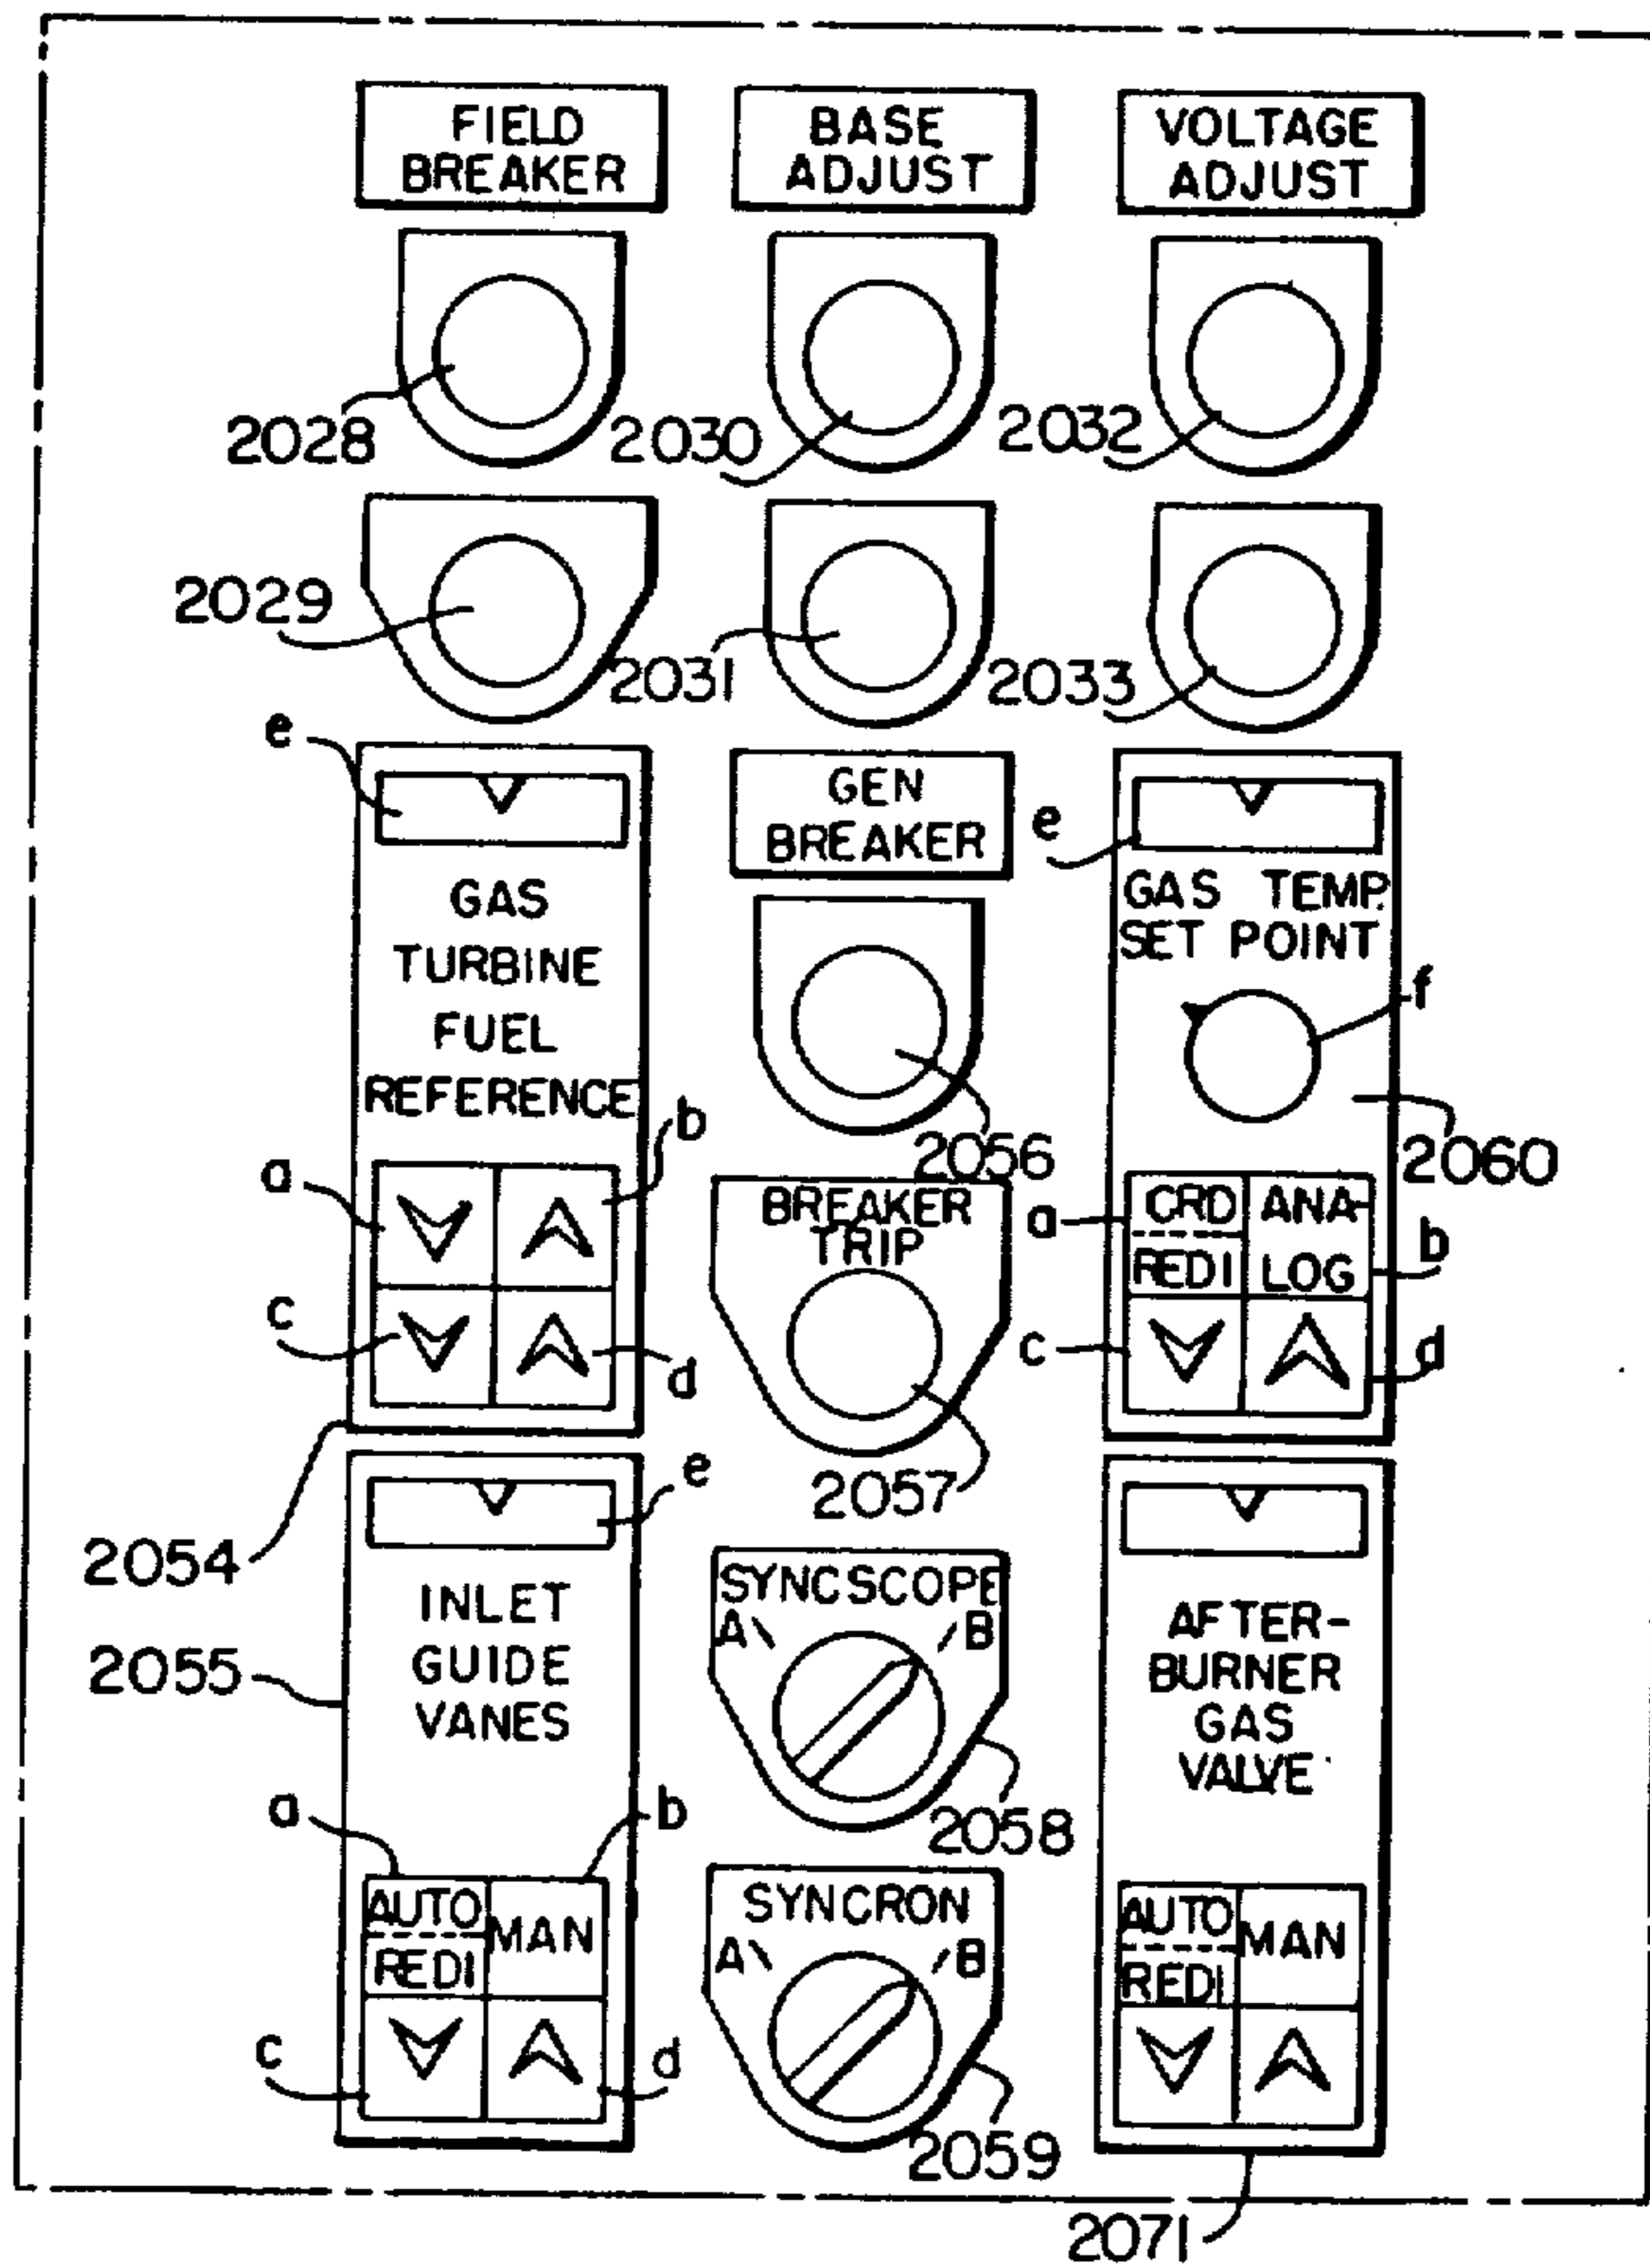 FIELD
BREAKER
BASE
ADJUST
VOLTAGE
ADJUST
2028
2030
2032
2029
2031
2033
e
GAS
TURBINE
FUEL
REFERENCE
a
b
c
d
2054
GEN
BREAKER
2056
BREAKER
TRIP
2057
e
GAS TEMP.
SET POINT
f
2060
a
CRD
REDI
ANA-
LOG
b
c
d
e
INLET
GUIDE
VANES
2055
a
b
AUTO
REDI
MAN
c
d
SYNCSCOPE
A
B
2058
SYNCRON
A
B
2059
AFTER-
BURNER
GAS
VALVE
AUTO
REDI
MAN
2071